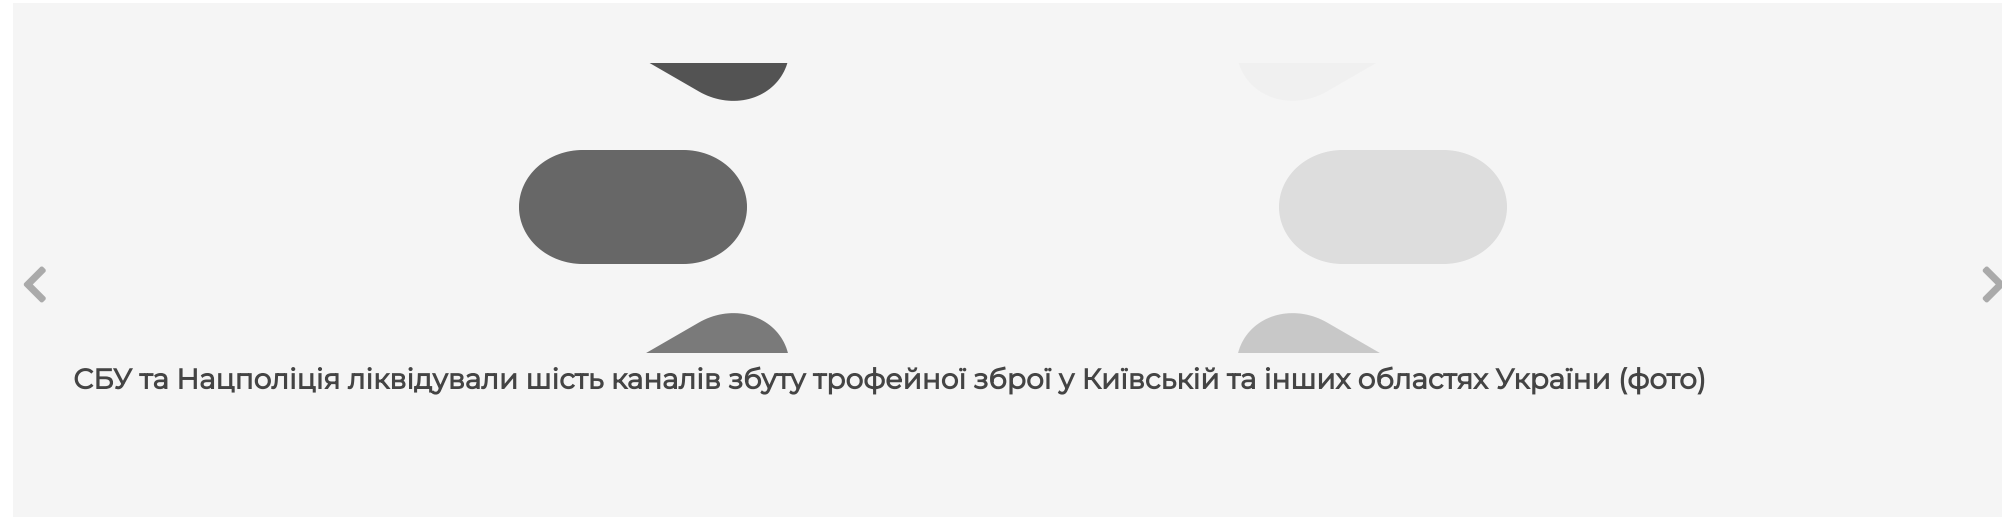 СБУ та Нацполіція ліквідували шість каналів збуту трофейної зброї у Київській та інших областях України (фото)